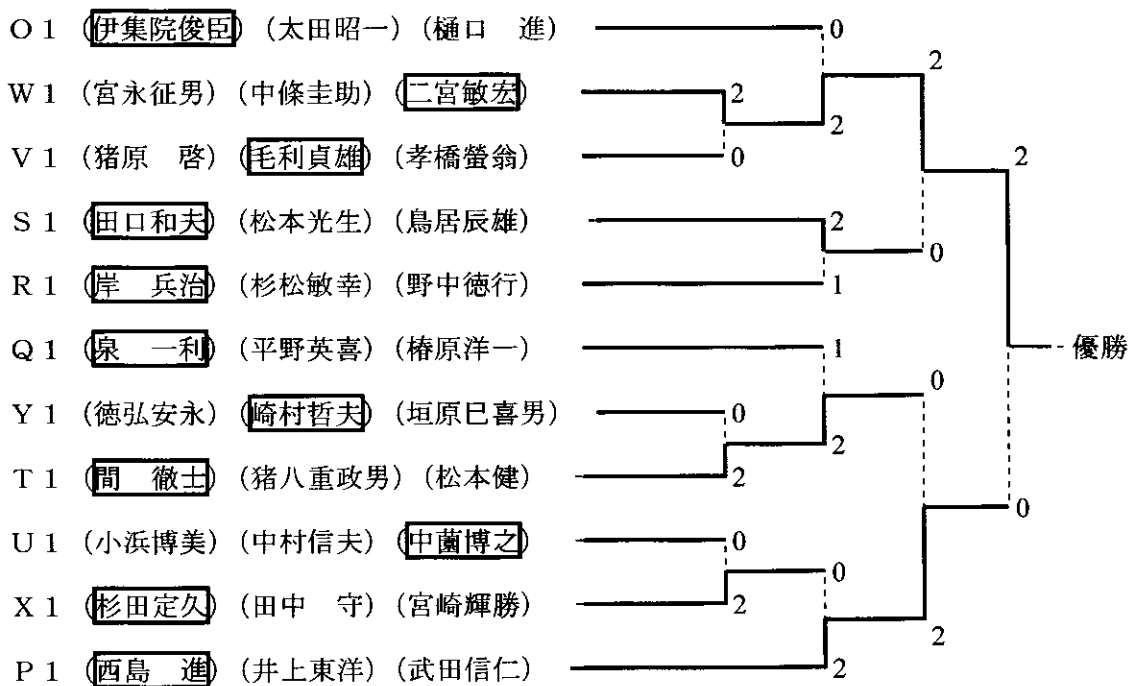 O 1 (伊集院俊臣) (太田昭一) (樋口 進) 0
2
W 1 (宮永征男) (中條圭助) (二宮敏宏) 2
2
V 1 (猪原 啓) (毛利貞雄) (孝橋螢翁) 0 2
S 1 (田口和夫) (松本光生) (鳥居辰雄) 2
0
R 1 (岸 兵治) (杉松敏幸) (野中徳行) 1
Q 1 (泉 一利) (平野英喜) (椿原洋一) 1 優勝
0
Y 1 (徳弘安永) (崎村哲夫) (垣原巳喜男) 0
2
T 1 (間 徹士) (猪八重政男) (松本健) 2
0
U 1 (小浜博美) (中村信夫) (中薗博之) 0
0
X 1 (杉田定久) (田中 守) (宮崎輝勝) 2
2
P 1 (西島 進) (井上東洋) (武田信仁) 2